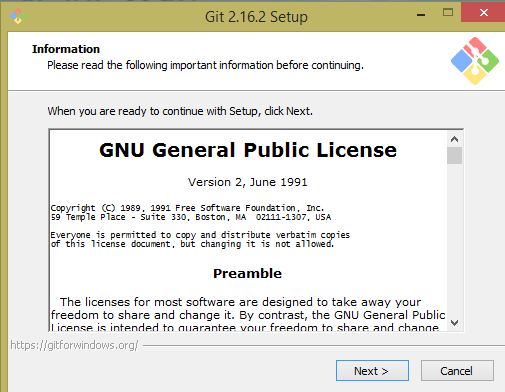 Git 2.16.2 Setup
Information
Please read the following important information before continuing.
When you are ready to continue with Setup, click Next.
GNU General Public License
Version 2, June 1991
Copyright (C) 1989, 1991 Free Software Foundation, Inc.
59 Temple Place - Suite 330, Boston, MA  02111-1307, USA
Everyone is permitted to copy and distribute verbatim copies
of this license document, but changing it is not allowed.
Preamble
The licenses for most software are designed to take away your
freedom to share and change it. By contrast, the GNU General Public
License is intended to guarantee your freedom to share and change
https://gitforwindows.org/
Next >
Cancel